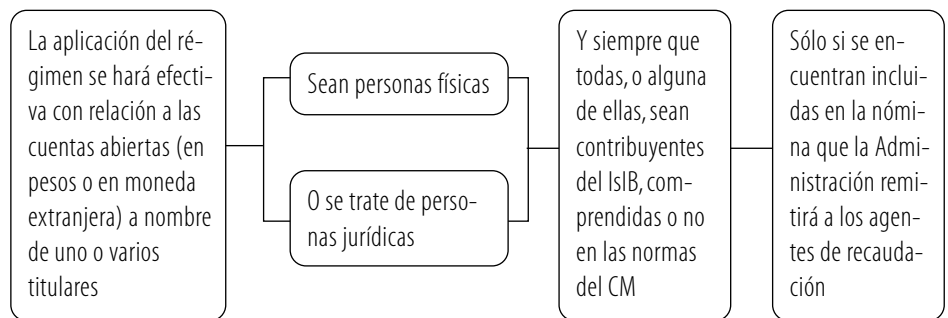 La aplicación del ré-
gimen se hará efecti-
va con relación a las
cuentas abiertas (en
pesos o en moneda
extranjera) a nombre
de uno o varios
titulares
Sean personas físicas
O se trate de perso-
nas jurídicas
Y siempre que
todas, o alguna
de ellas, sean
contribuyentes
del IsIB, com-
prendidas o no
en las normas
del CM
Sólo si se en-
cuentran inclui-
das en la nómi-
na que la Admi-
nistración remi-
tirá a los agen-
tes de recauda-
ción